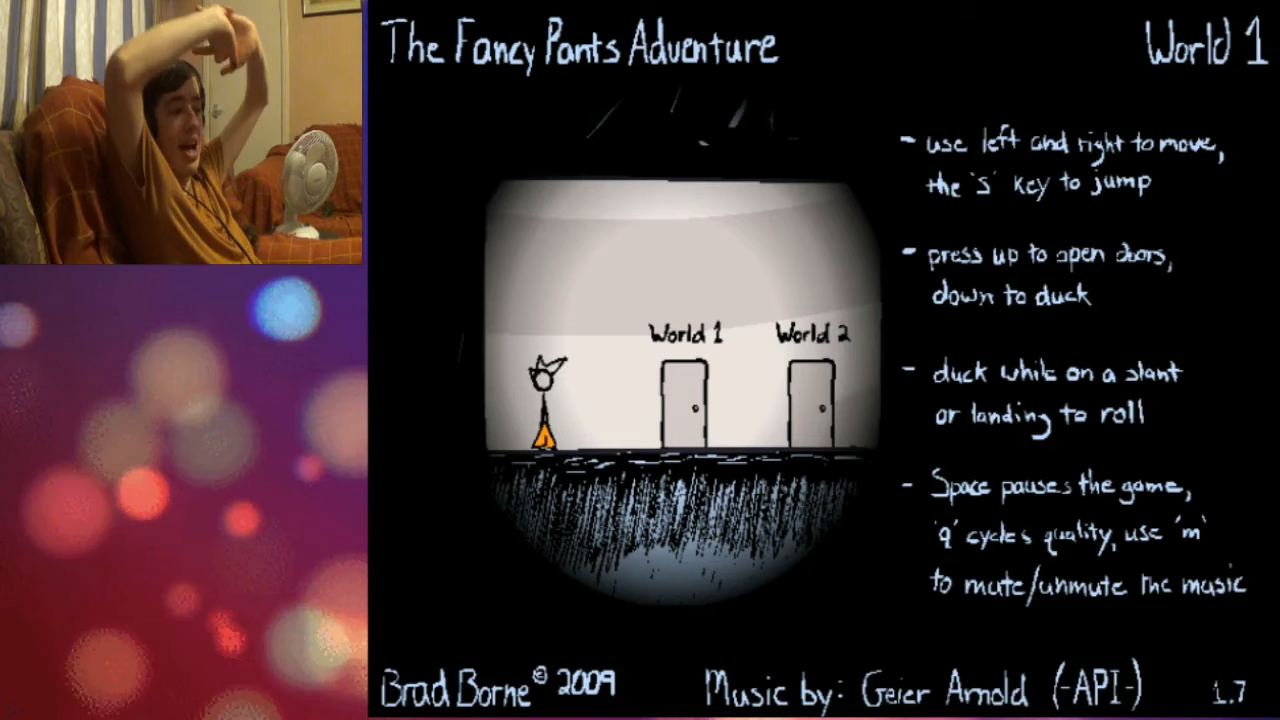 The Fancy Pants Adventure
World 1
- use left and right to move,
the 's' key to jump
- press up to open doors,
down to duck
- duck while on a slant
or landing to roll
- Space pauses the game,
'q' cycles quality, use 'm'
to mute/unmute the music
World 1
World 2
Brad Borne © 2009
Music by: Geier Arnold (-API-)
1.7